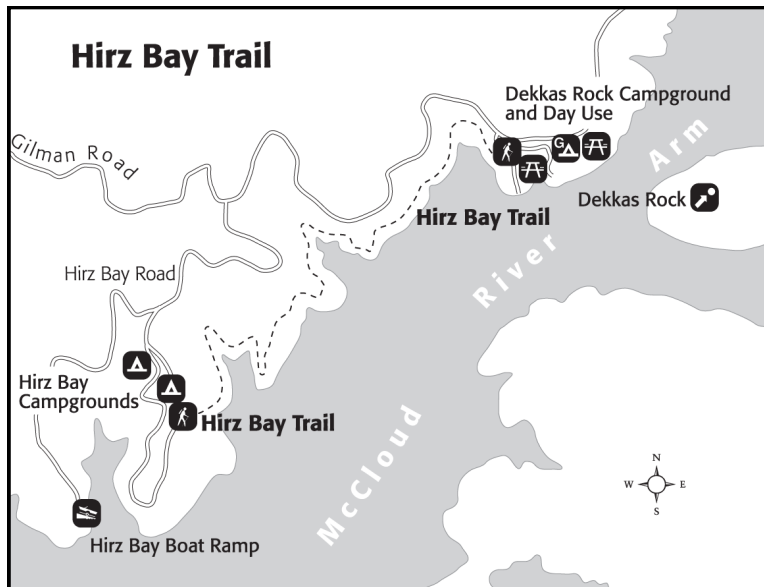 Hirz Bay Trail
Gilman Road
Dekkas Rock Campground
and Day Use
G
Arm
Dekkas Rock
Hirz Bay Trail
River
Hirz Bay Road
Hirz Bay
Campgrounds
Hirz Bay Trail
McCloud
N
W E
S
Hirz Bay Boat Ramp